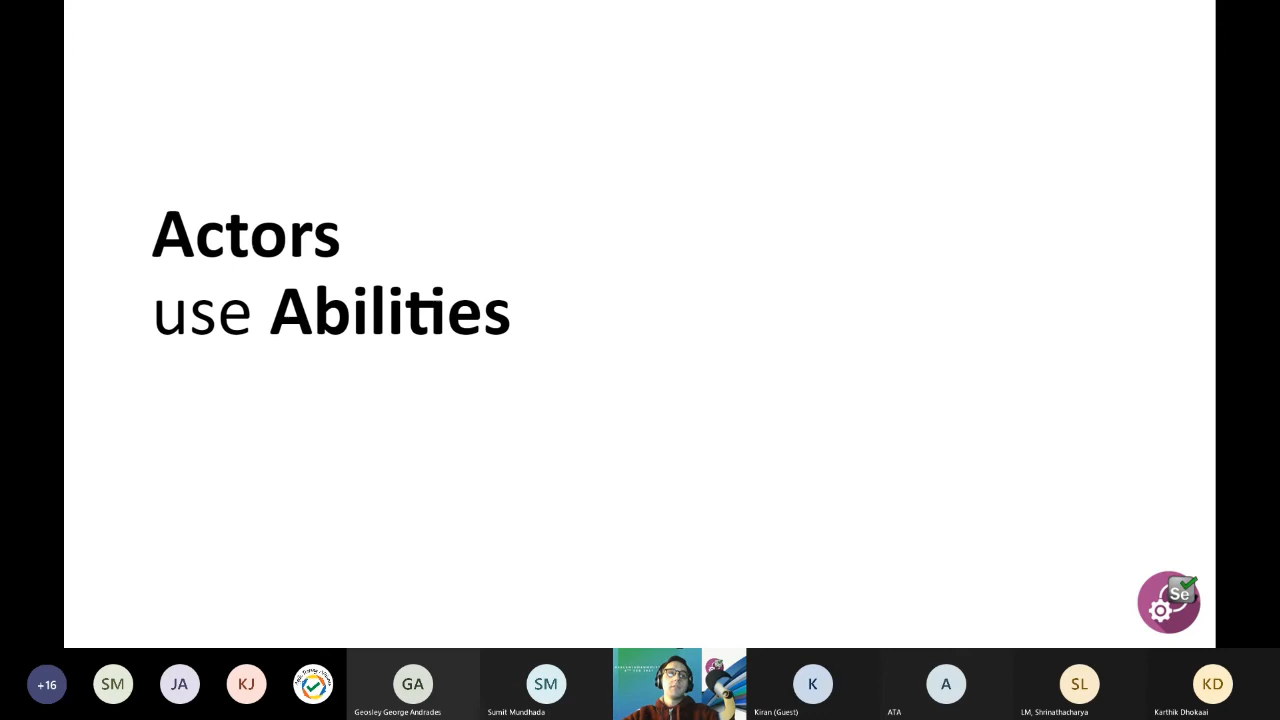 Actors
use Abilities
Se
+16
SM
JA
KJ
GA
Geosley George Andrades
SM
Sumit Mundhada
K
Kiran (Guest)
A
ATA
SL
LM, Shrinathacharya
KD
Karthik Dhokaai